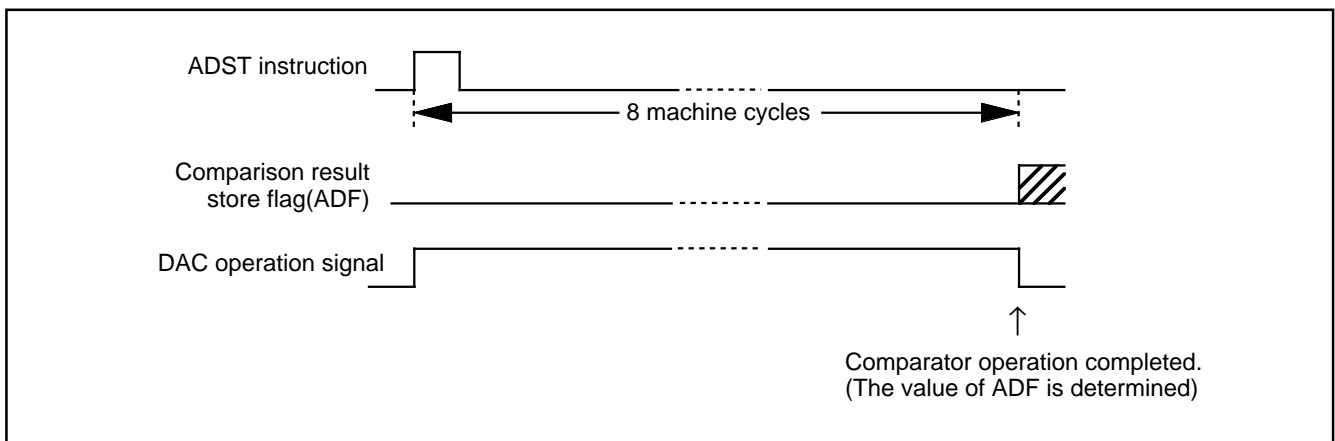 ADST instruction
8 machine cycles
Comparison result
store flag(ADF)
DAC operation signal
↑
Comparator operation completed.
(The value of ADF is determined)